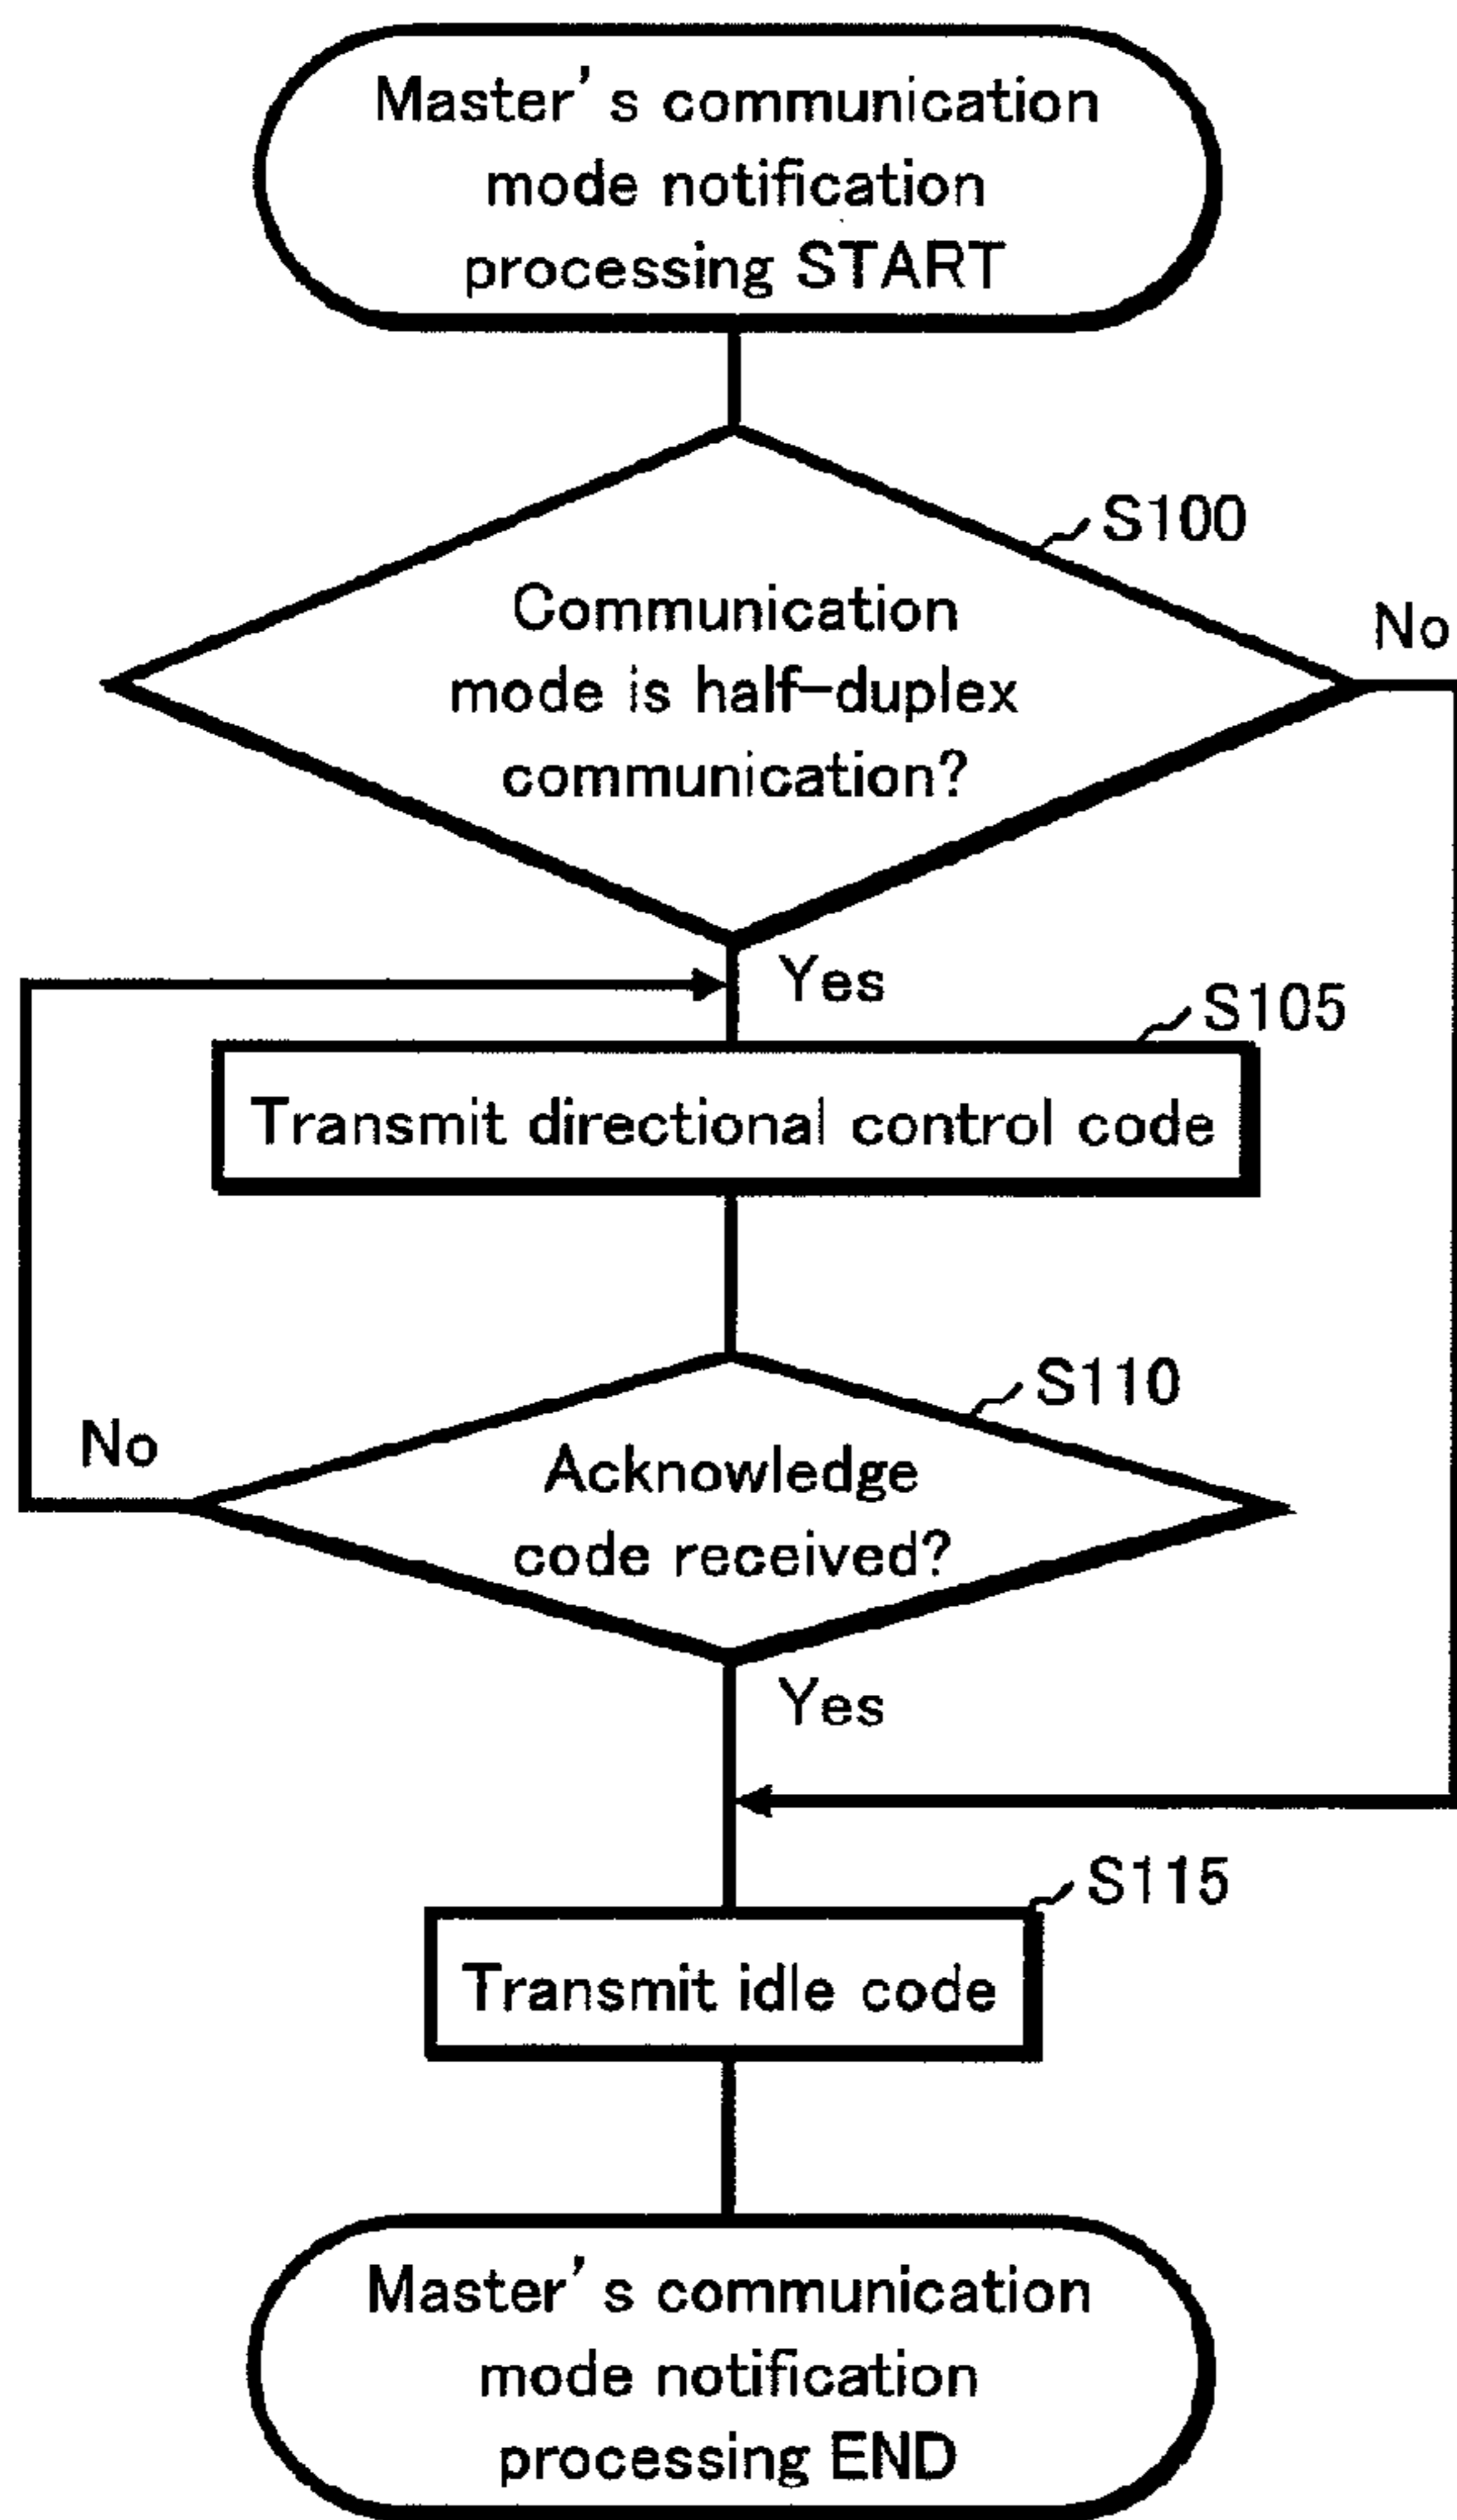 Master's communication
mode notification
processing START
S100
Communication
mode is half-duplex
communication?
No
Yes
S105
Transmit directional control code
S110
No
Acknowledge
code received?
Yes
S115
Transmit idle code
Master's communication
mode notification
processing END